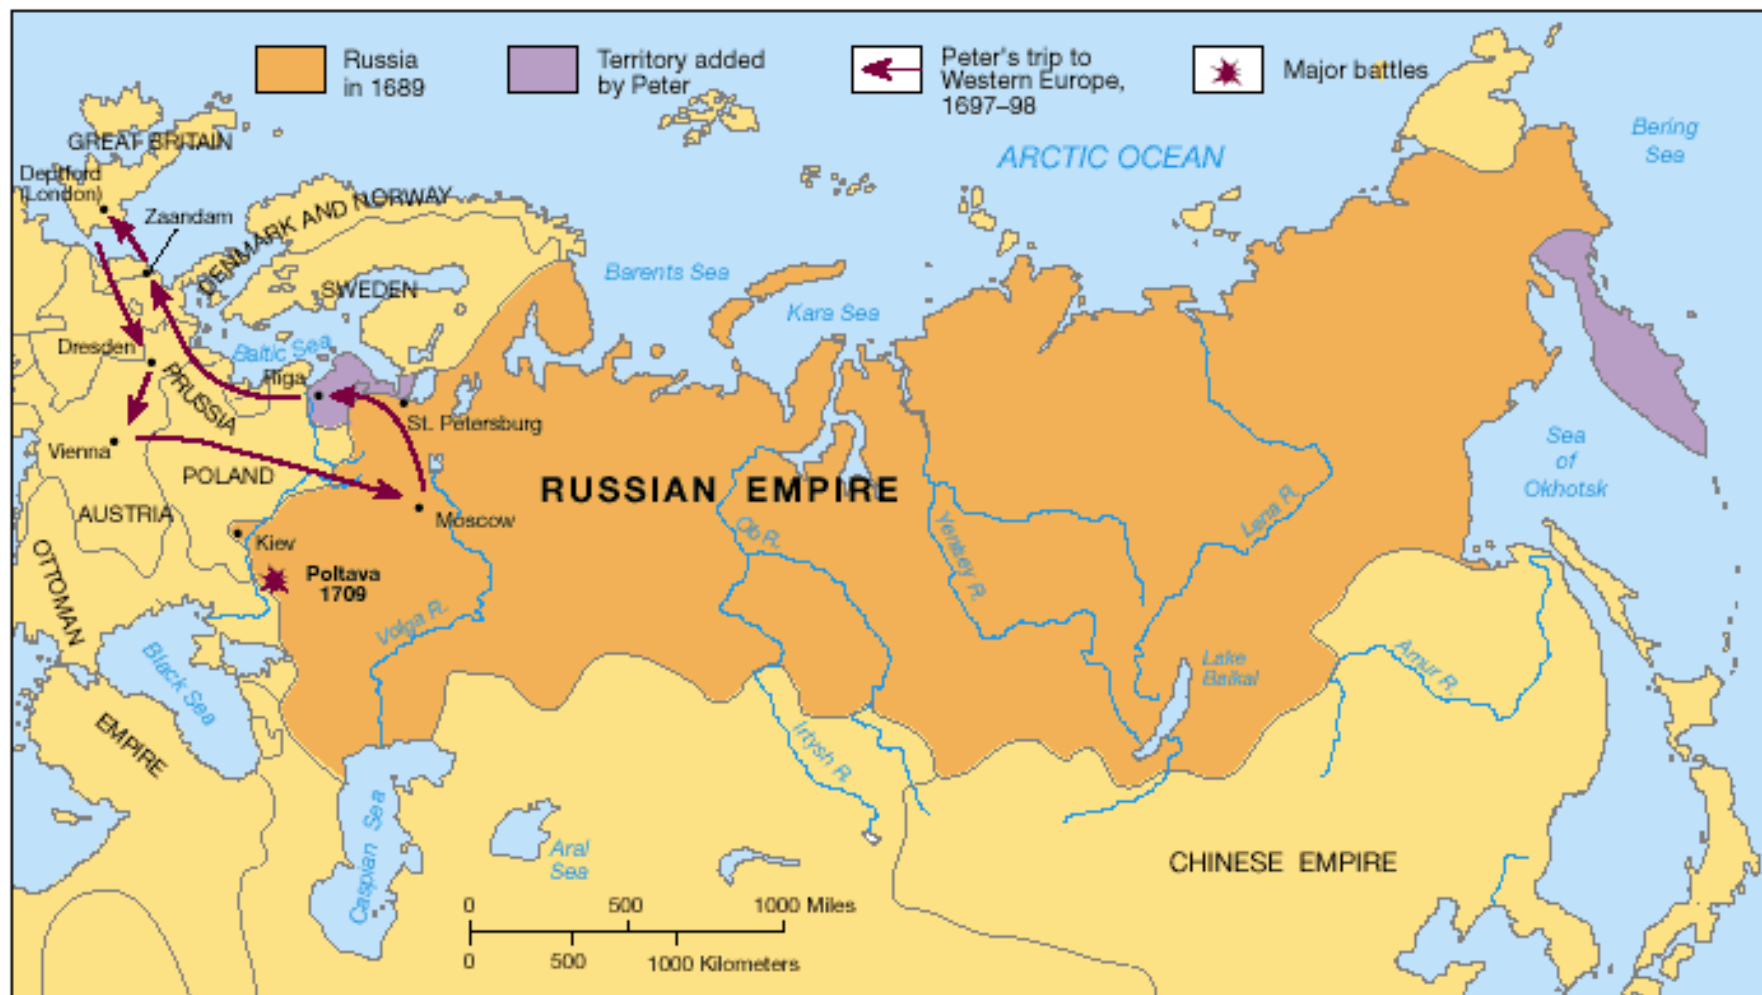 Russia
in 1689
Territory added
by Peter
Peter's trip to
Western Europe,
1697–98
Major battles
GREAT BRITAIN
Deptford
(London)
Zaandam
DENMARK AND NORWAY
SWEDEN
ARCTIC OCEAN
Bering
Sea
Barents Sea
Kara Sea
Dresden
Baltic Sea
Riga
PRUSSIA
St. Petersburg
Vienna
POLAND
RUSSIAN EMPIRE
Sea
of
Okhotsk
AUSTRIA
Moscow
Kiev
Ob R.
Yenisey R.
Lena R.
OTTOMAN
EMPIRE
Poltava
1709
Volga R.
Black Sea
Lake
Baikal
Amur R.
Irtysh R.
Caspian Sea
Aral
Sea
CHINESE EMPIRE
0 500 1000 Miles
0 500 1000 Kilometers